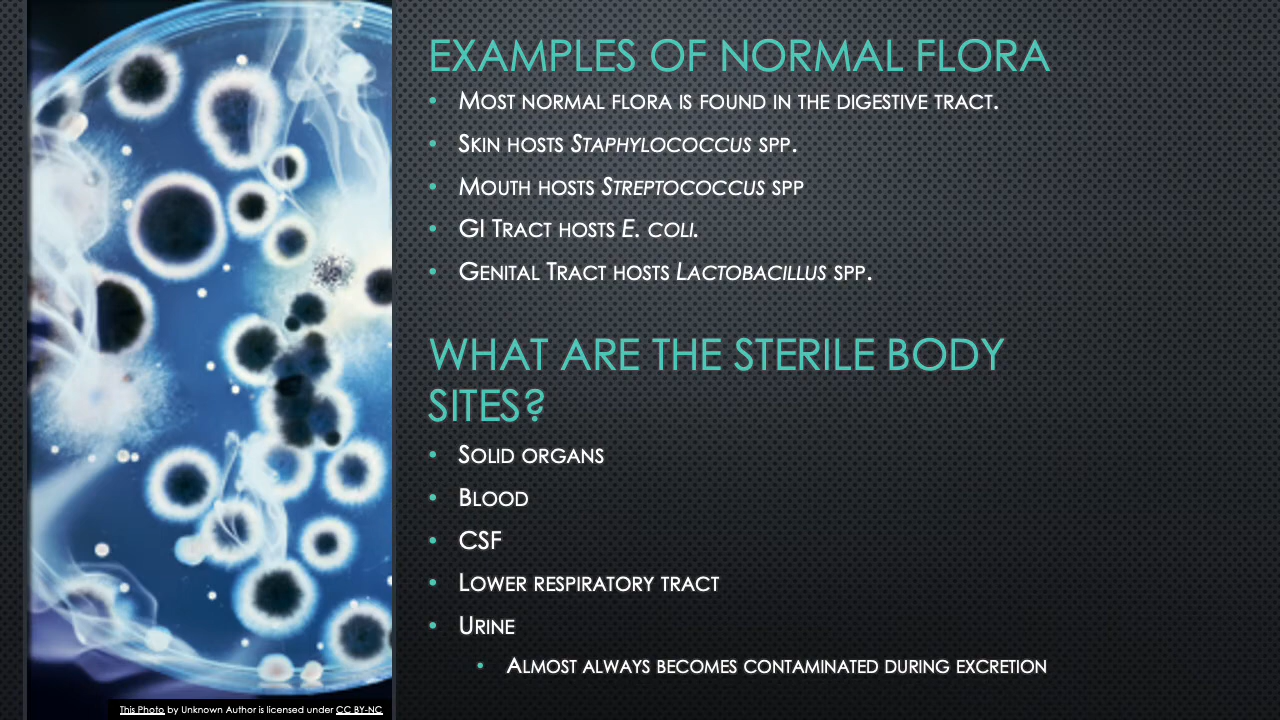 EXAMPLES OF NORMAL FLORA
• MOST NORMAL FLORA IS FOUND IN THE DIGESTIVE TRACT.
• SKIN HOSTS STAPHYLOCOCCUS SPP.
• MOUTH HOSTS STREPTOCOCCUS SPP
• GI TRACT HOSTS E. COLI.
• GENITAL TRACT HOSTS LACTOBACILLUS SPP.
WHAT ARE THE STERILE BODY
SITES?
• SOLID ORGANS
• BLOOD
• CSF
• LOWER RESPIRATORY TRACT
• URINE
• ALMOST ALWAYS BECOMES CONTAMINATED DURING EXCRETION
This Photo by Unknown Author is licensed under CC BY-NC